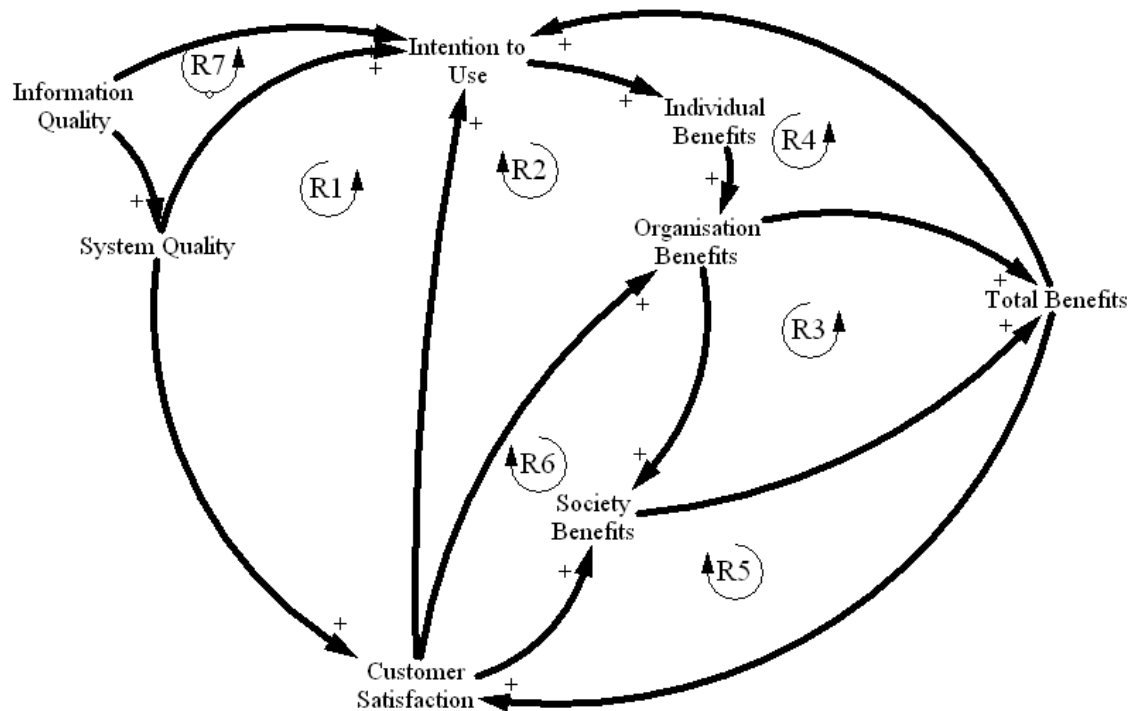 R7
+
Intention to
Use
+
+
Information
Quality
+
Individual
Benefits
R4
R1
+
R2
+
+
System Quality
Organisation
Benefits
+
+
Total Benefits
R3
+
+
R6
Society
Benefits
+
R5
+
Customer
Satisfaction
+